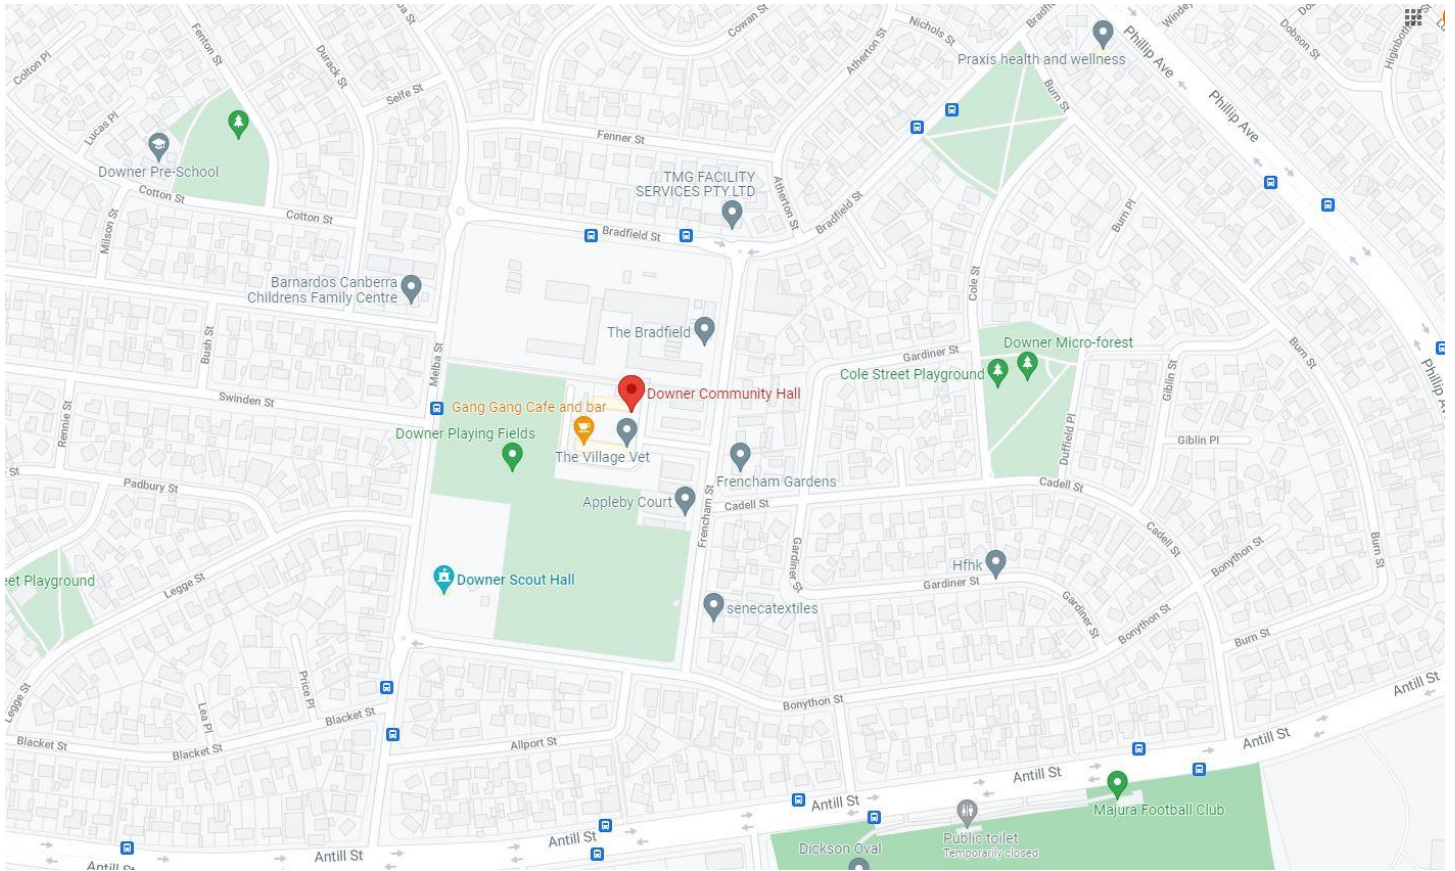 Cowan St
Nichols St
Atherton St
Praxis health and wellness
Phillip Ave
Dobson St
Fenton St
Durack St
Colton Pl
Selfe St
Burn St
Phillip Ave
Lucas Pl
Fenner St
Downer Pre-School
TMG FACILITY
SERVICES PTY LTD
Cotton St
Cotton St
Atherton St
Bradfield St
Burn Pl
Milson St
Bradfield St
Barnardos Canberra
Childrens Family Centre
Cole St
The Bradfield
Bush St
Melba St
Gardiner St
Downer Micro-forest
Burn St
Cole Street Playground
Giblin St
Swinden St
Downer Community Hall
Gang Gang Cafe and bar
Rennie St
Downer Playing Fields
The Village Vet
Duffield Pl
Giblin Pl
St
Padbury St
Frencham Gardens
Appleby Court
Cadell St
Cadell St
Frencham St
Cadell St
Burn St
Gardiner St
Hfhk
Bonython St
eet Playground
Legge St
Downer Scout Hall
Gardiner St
Gardiner St
senecatextiles
Bonython St
Burn St
Legge St
Price Pl
Lea Pl
Bonython St
Antill St
Blacket St
Blacket St
Blacket St
Allport St
Antill St
Antill St
Antill St
Majura Football Club
Public toilet
Temporarily closed
Antill St
Dickson Oval
Antill St
Antill St